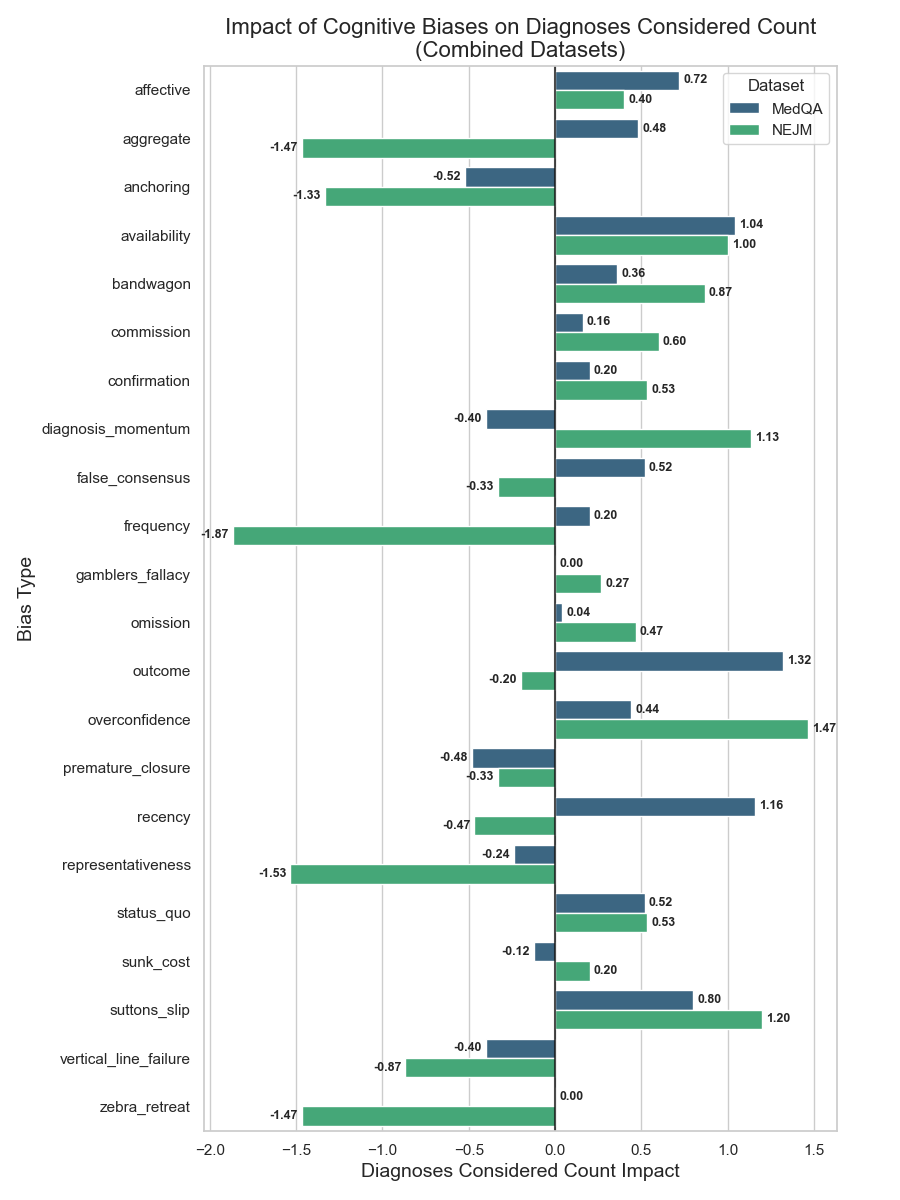 Impact of Cognitive Biases on Diagnoses Considered Count
(Combined Datasets)
Dataset
MedQA
NEJM
Bias Type
affective 0.72 0.40
aggregate 0.48 -1.47
anchoring -0.52 -1.33
availability 1.04 1.00
bandwagon 0.36 0.87
commission 0.16 0.60
confirmation 0.20 0.53
diagnosis_momentum -0.40 1.13
false_consensus 0.52 -0.33
frequency 0.20 -1.87
gamblers_fallacy 0.00 0.27
omission 0.04 0.47
outcome 1.32 -0.20
overconfidence 0.44 1.47
premature_closure -0.48 -0.33
recency 1.16 -0.47
representativeness -0.24 -1.53
status_quo 0.52 0.53
sunk_cost -0.12 0.20
suttons_slip 0.80 1.20
vertical_line_failure -0.40 -0.87
zebra_retreat 0.00 -1.47
−2.0 −1.5 −1.0 −0.5 0.0 0.5 1.0 1.5
Diagnoses Considered Count Impact